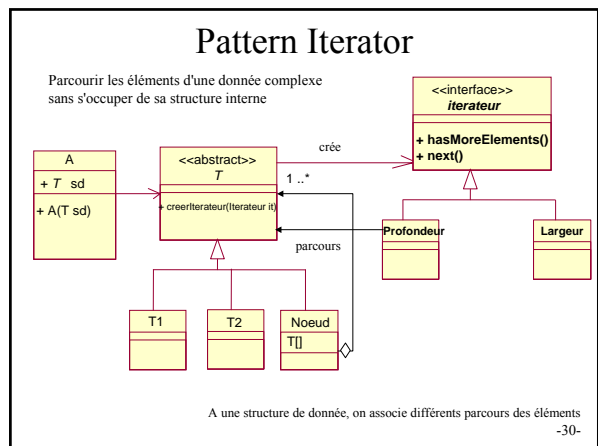 Pattern Iterator
Parcourir les éléments d'une donnée complexe
sans s'occuper de sa structure interne
<<interface>>
iterateur
+ hasMoreElements()
+ next()
crée
A
+ T sd
+ A(T sd)
<<abstract>>
T
+ creerIterateur(Iterateur it)
1 ..*
parcours
Profondeur
Largeur
T1
T2
Noeud
T[]
A une structure de donnée, on associe différents parcours des éléments
-30-